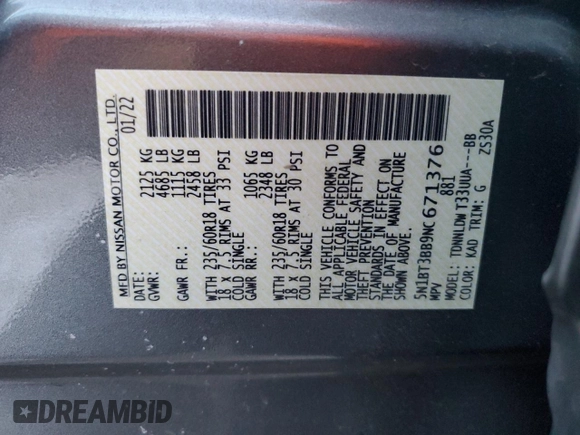 MFD BY NISSAN MOTOR CO., LTD.
DATE: 01/22
GVWR: 2125 KG
4685 LB
GAWR FR.: 1115 KG
2458 LB
WITH 235/60R18 TIRES
18 X 7.5 RIMS AT 33 PSI
COLD SINGLE
GAWR RR.: 1065 KG
2348 LB
WITH 235/60R18 TIRES
18 X 7.5 RIMS AT 30 PSI
COLD SINGLE
THIS VEHICLE CONFORMS TO
ALL APPLICABLE FEDERAL
MOTOR VEHICLE SAFETY AND
THEFT PREVENTION
STANDARDS IN EFFECT ON
THE DATE OF MANUFACTURE
SHOWN ABOVE.
5N1BT3BB9NC671376
MPV 881
TYPE: TDNNLDWT33UUA---BB
COLOR: KAD TRIM: G ZS30A
DREAMBID